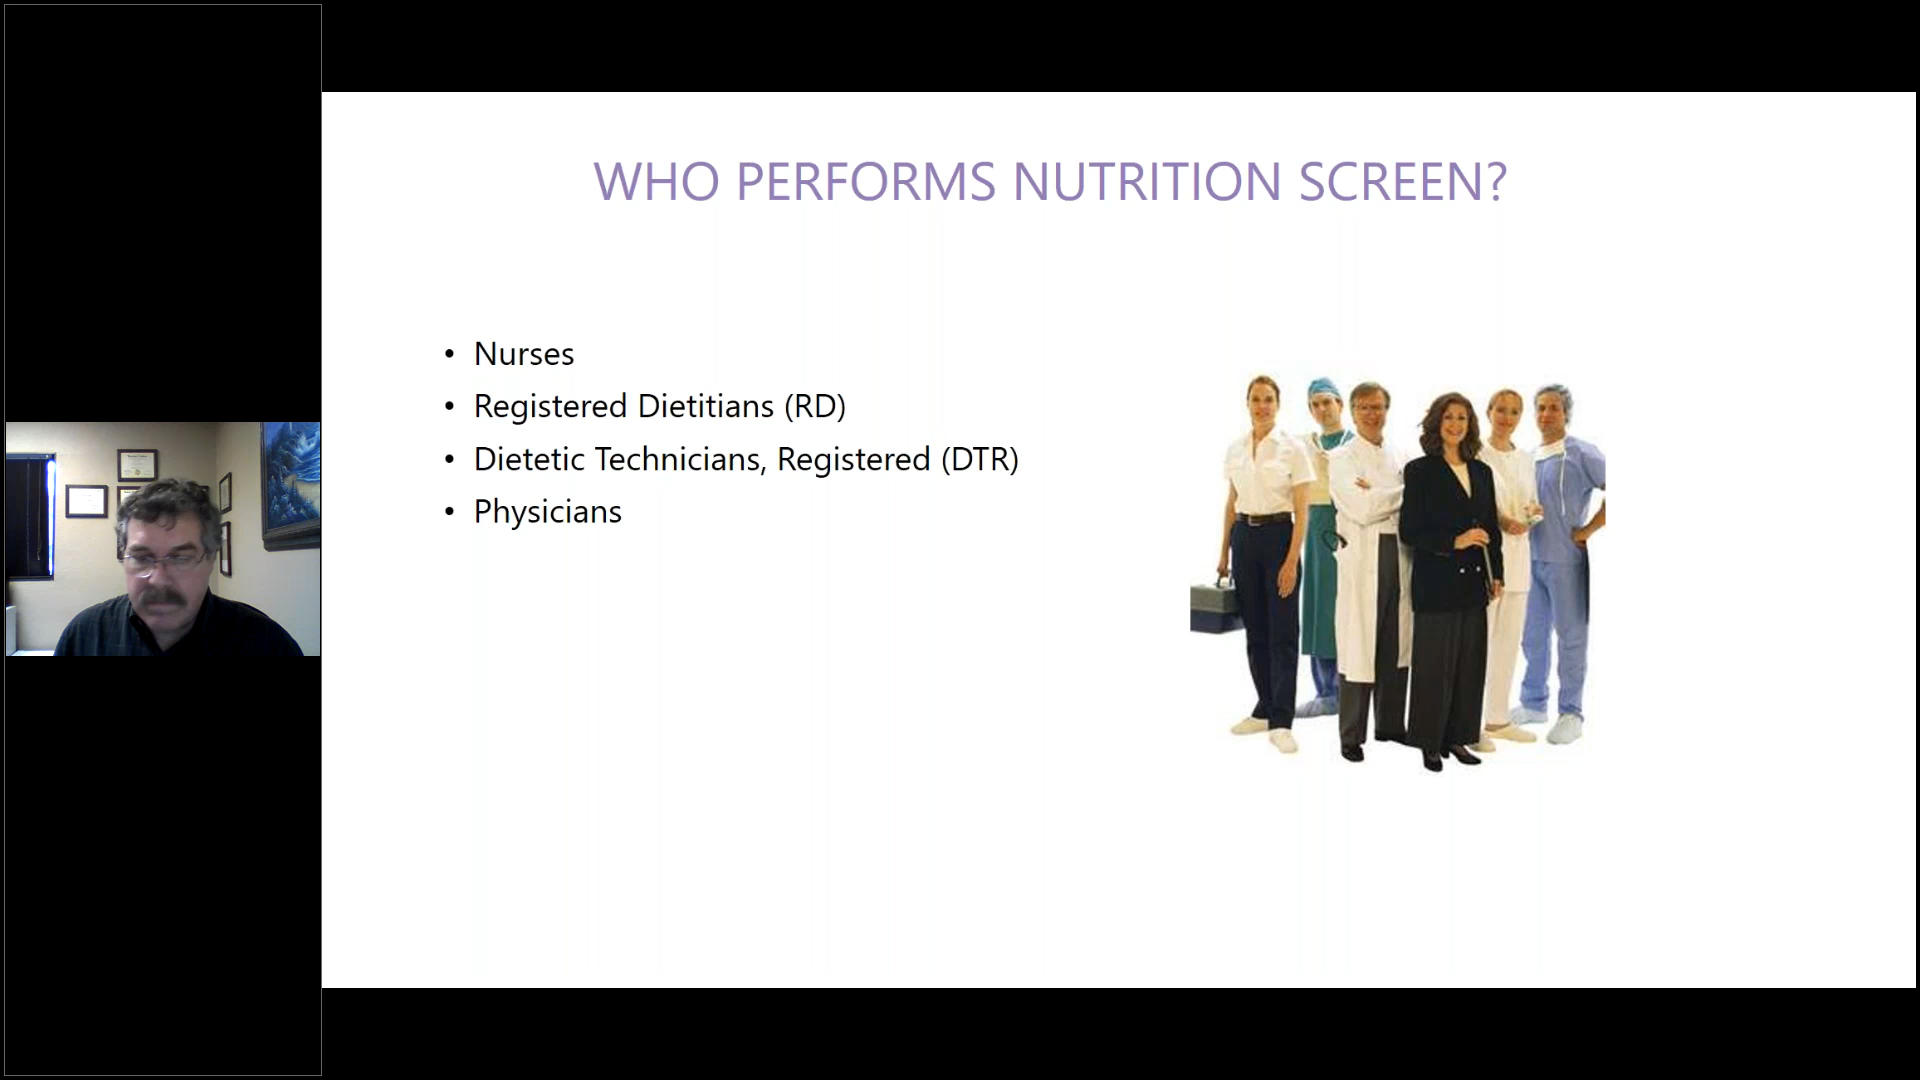 WHO PERFORMS NUTRITION SCREEN?
• Nurses
• Registered Dietitians (RD)
• Dietetic Technicians, Registered (DTR)
• Physicians